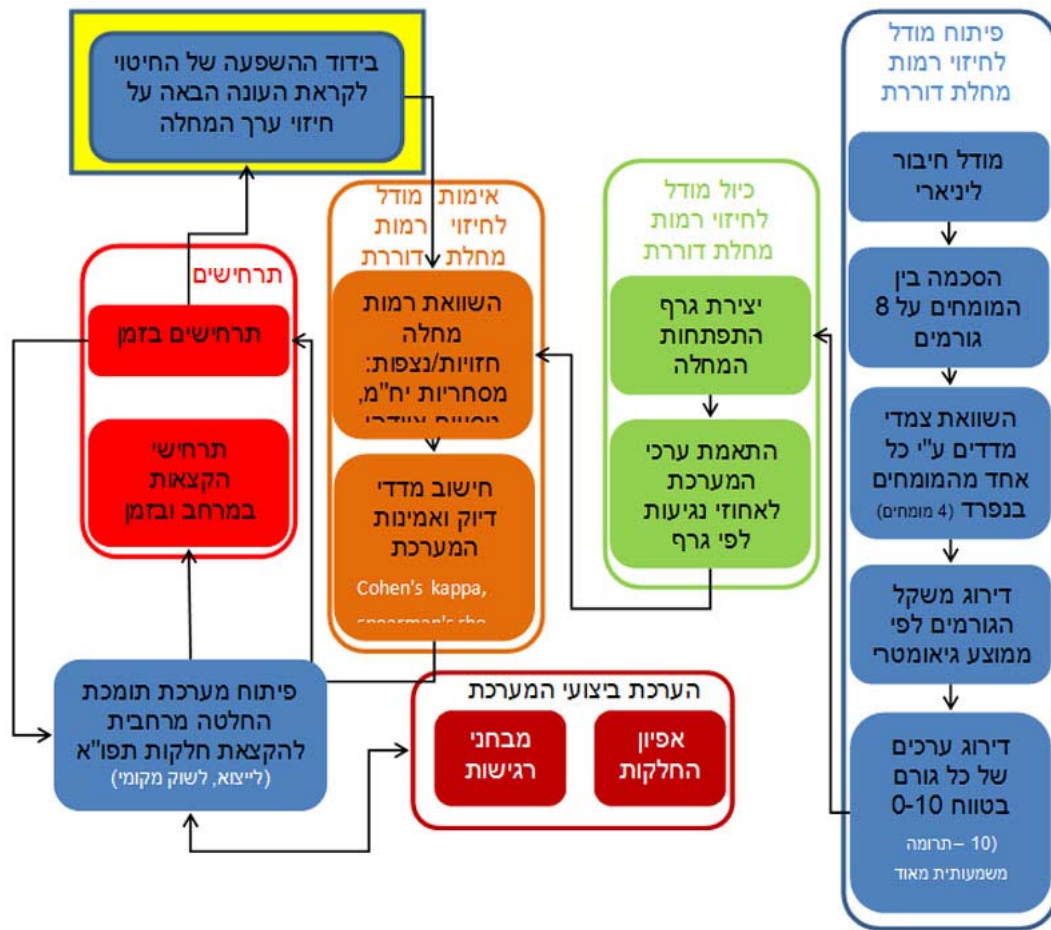 פיתוח מודל
לחיזוי רמות
מחלת דוררת
מודל חיבור
ליניארי
הסכמה בין
המומחים על 8
גורמים
השוואת צמדי
מדדים ע"י כל
אחד מהמומחים
בנפרד (4 מומחים)
דירוג משקל
הגורמים לפי
ממוצע גיאומטרי
דירוג ערכים
של כל גורם
בטווח 0-10
(10 – תרומה
משמעותית מאוד
כיול מודל
לחיזוי רמות
מחלת דוררת
יצירת גרף
התפתחות
המחלה
התאמת ערכי
המערכת
לאחוזי נגיעות
לפי גרף
אימות מודל
לחיזוי רמות
מחלת דוררת
השוואת רמות
מחלה
חזויות/נצפות:
מסחריות יח"מ,
חישוב מדדי
דיוק ואמינות
המערכת
Cohen's kappa,
spearman's rho
בידוד ההשפעה של החיטוי
לקראת העונה הבאה על
חיזוי ערך המחלה
תרחישים
תרחישים בזמן
תרחישי
הקצאות
במרחב ובזמן
פיתוח מערכת תומכת
החלטה מרחבית
להקצאת חלקות תפו"א
(לייצוא, לשוק מקומי)
הערכת ביצועי המערכת
אפיון
החלקות
מבחני
רגישות